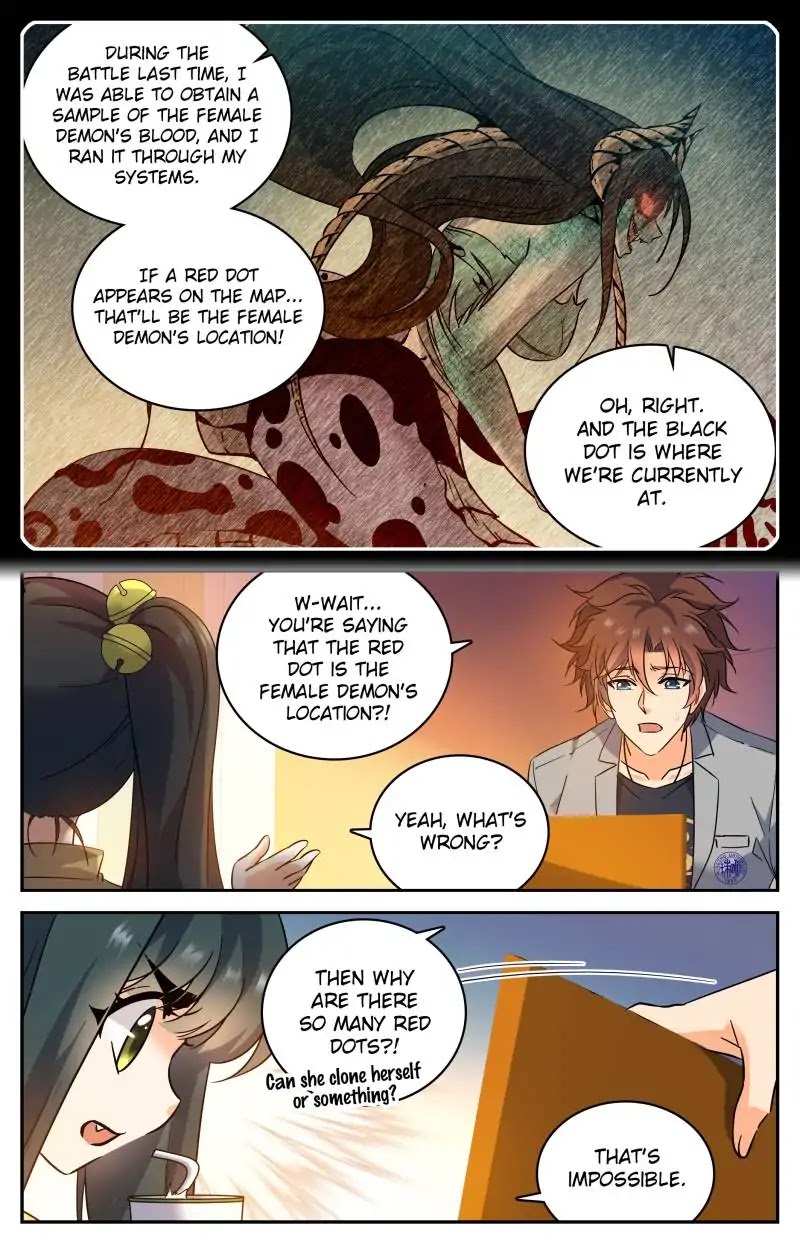 DURING THE
BATTLE LAST TIME, I
WAS ABLE TO OBTAIN A
SAMPLE OF THE FEMALE
DEMON'S BLOOD, AND I
RAN IT THROUGH MY
SYSTEMS.
IF A RED DOT
APPEARS ON THE MAP...
THAT'LL BE THE FEMALE
DEMON'S LOCATION!
OH, RIGHT.
AND THE BLACK
DOT IS WHERE
WE'RE CURRENTLY
AT.
W-WAIT...
YOU'RE SAYING
THAT THE RED
DOT IS THE
FEMALE DEMON'S
LOCATION?!
YEAH, WHAT'S
WRONG?
THEN WHY
ARE THERE
SO MANY RED
DOTS?!
Can she clone herself
or something?
THAT'S
IMPOSSIBLE.